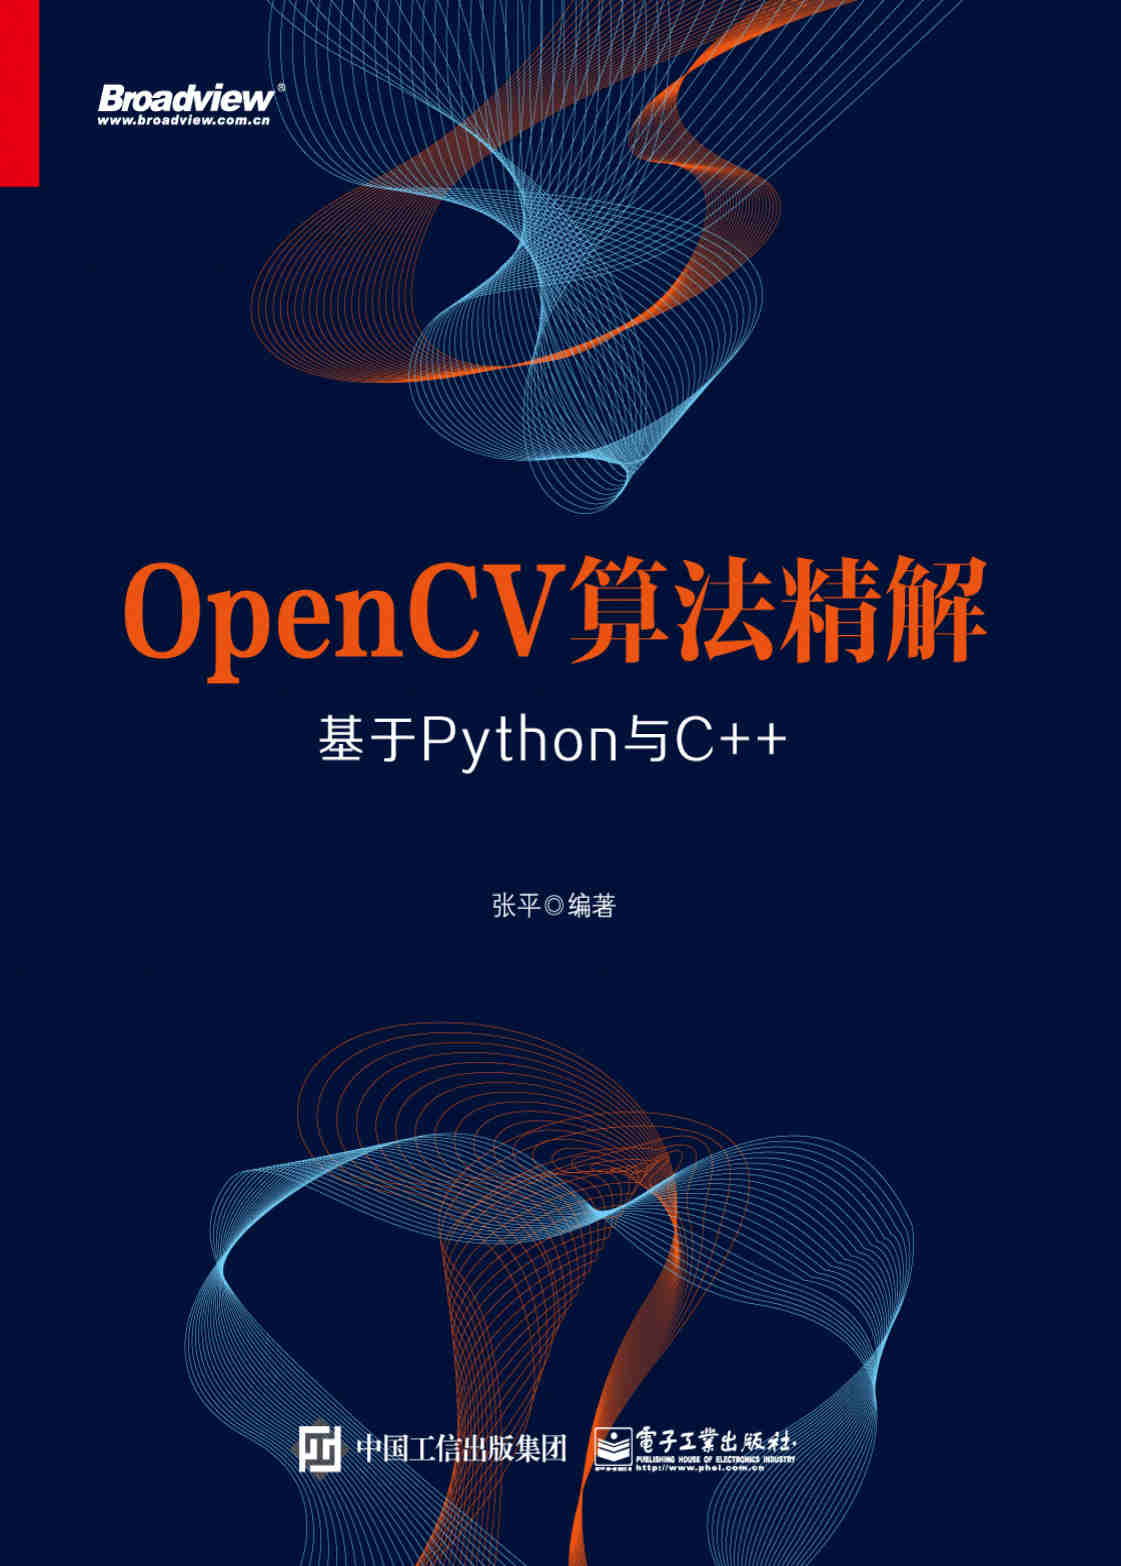 Broadview®
www.broadview.com.cn
OpenCV算法精解
基于Python与C++
张平◎编著
中国工信出版集团
電子工業出版社
PUBLISHING HOUSE OF ELECTRONICS INDUSTRY
PHEI
http://www.phei.com.cn